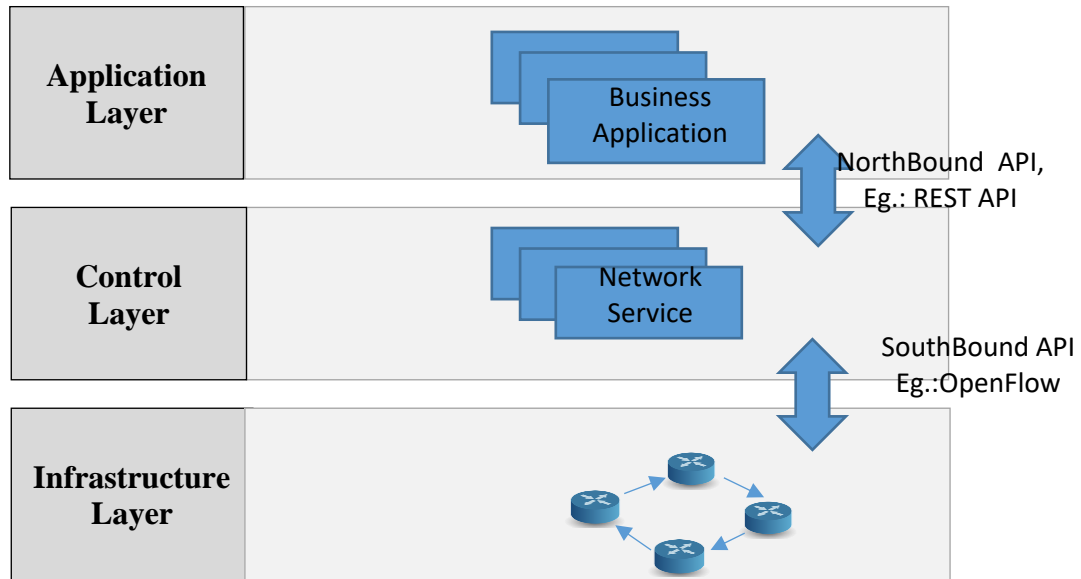 Application
Layer
Business
Application
NorthBound  API,
Eg.: REST API
Control
Layer
Network
Service
SouthBound API
Eg.:OpenFlow
Infrastructure
Layer